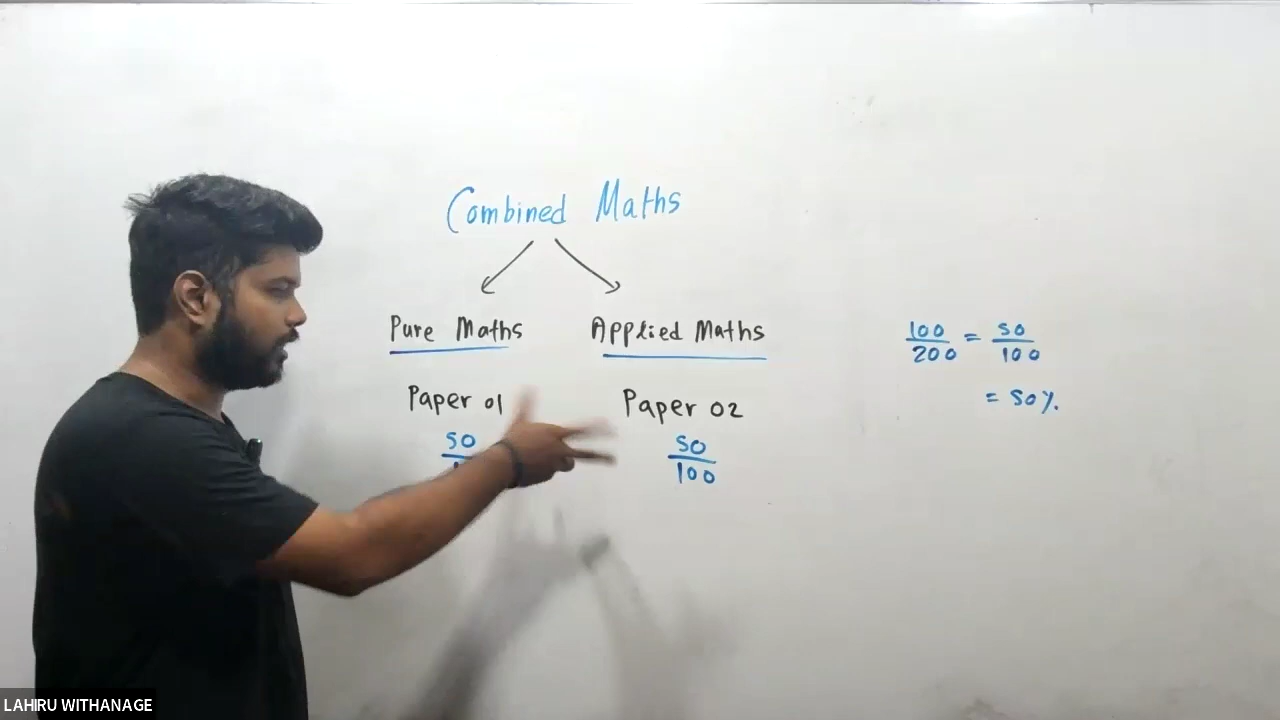 Combined Maths
Pure Maths
Applied Maths
Paper 01
Paper 02
50
50
100
100
200
=
50
100
= 50%.
LAHIRU WITHANAGE